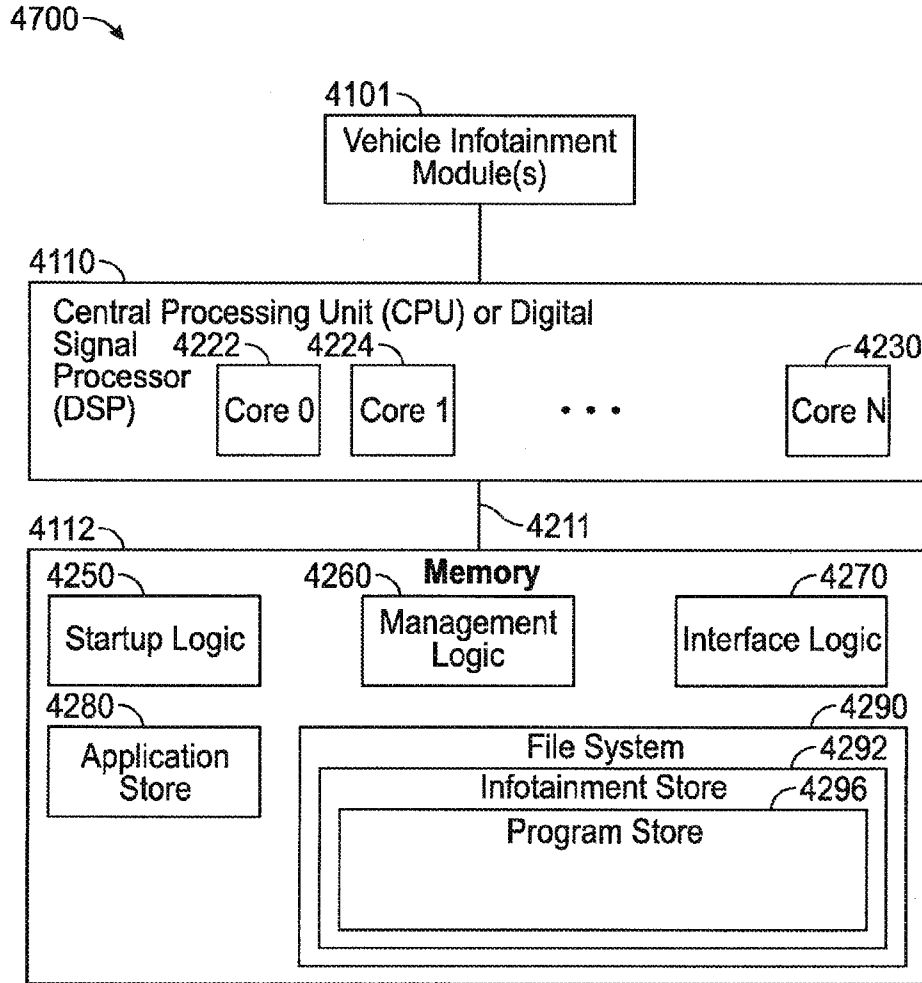 4700
4101
Vehicle Infotainment
Module(s)
4110
Central Processing Unit (CPU) or Digital
Signal
Processor
(DSP)
4222
4224
4230
Core 0
Core 1
• • •
Core N
4211
4112
Memory
4250
4260
4270
Startup Logic
Management
Logic
Interface Logic
4280
4290
Application
Store
File System
4292
Infotainment Store
4296
Program Store